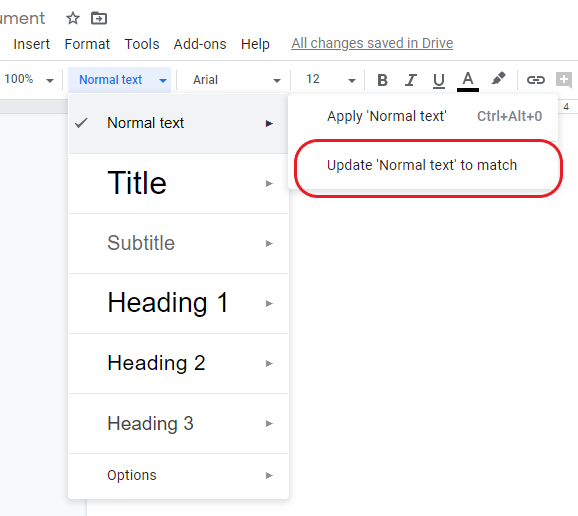 ument
Insert Format Tools Add-ons Help All changes saved in Drive
100% Normal text Arial 12 B I U A
4
Normal text Apply 'Normal text' Ctrl+Alt+0
Update 'Normal text' to match
Title
Subtitle
Heading 1
Heading 2
Heading 3
Options